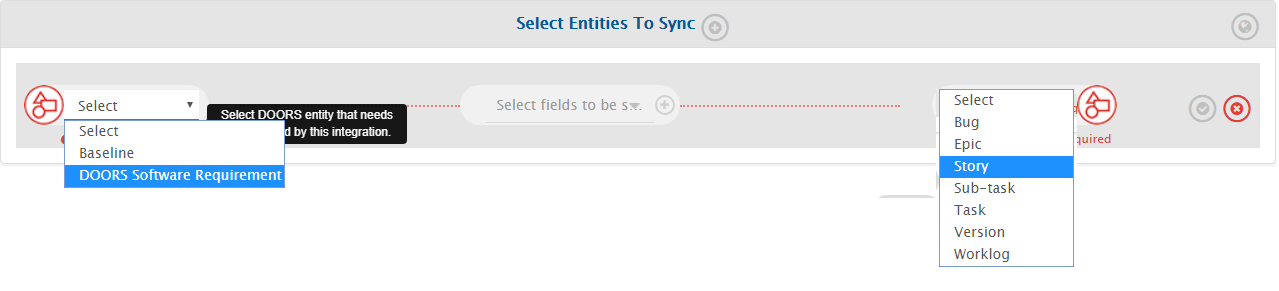 Select Entities To Sync
Select
Select DOORS entity that needs
d by this integration.
Select
Baseline
DOORS Software Requirement
Select fields to be s...
Select
Bug
Epic
Story
Sub-task
Task
Version
Worklog
quired